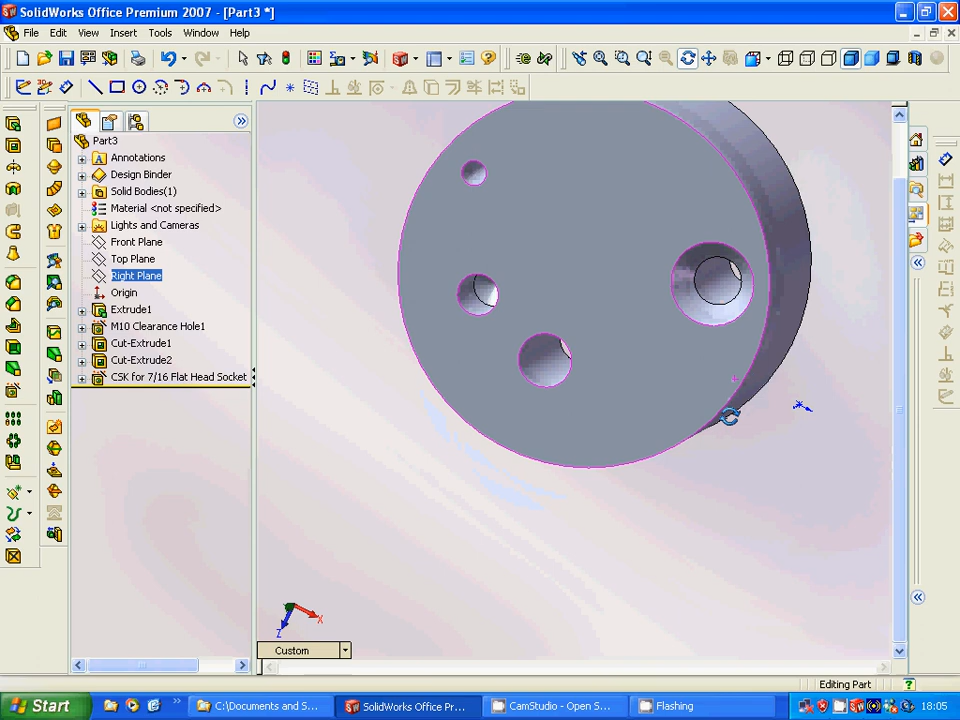 SolidWorks Office Premium 2007 - [Part3 *]
File Edit View Insert Tools Window Help
Part3
Annotations
Design Binder
Solid Bodies(1)
Material <not specified>
Lights and Cameras
Front Plane
Top Plane
Right Plane
Origin
Extrude1
M10 Clearance Hole1
Cut-Extrude1
Cut-Extrude2
CSK for 7/16 Flat Head Socket
X
Z
Custom
Editing Part
Start
C:\Documents and S...
SolidWorks Office Pr...
CamStudio - Open S...
Flashing
18:05